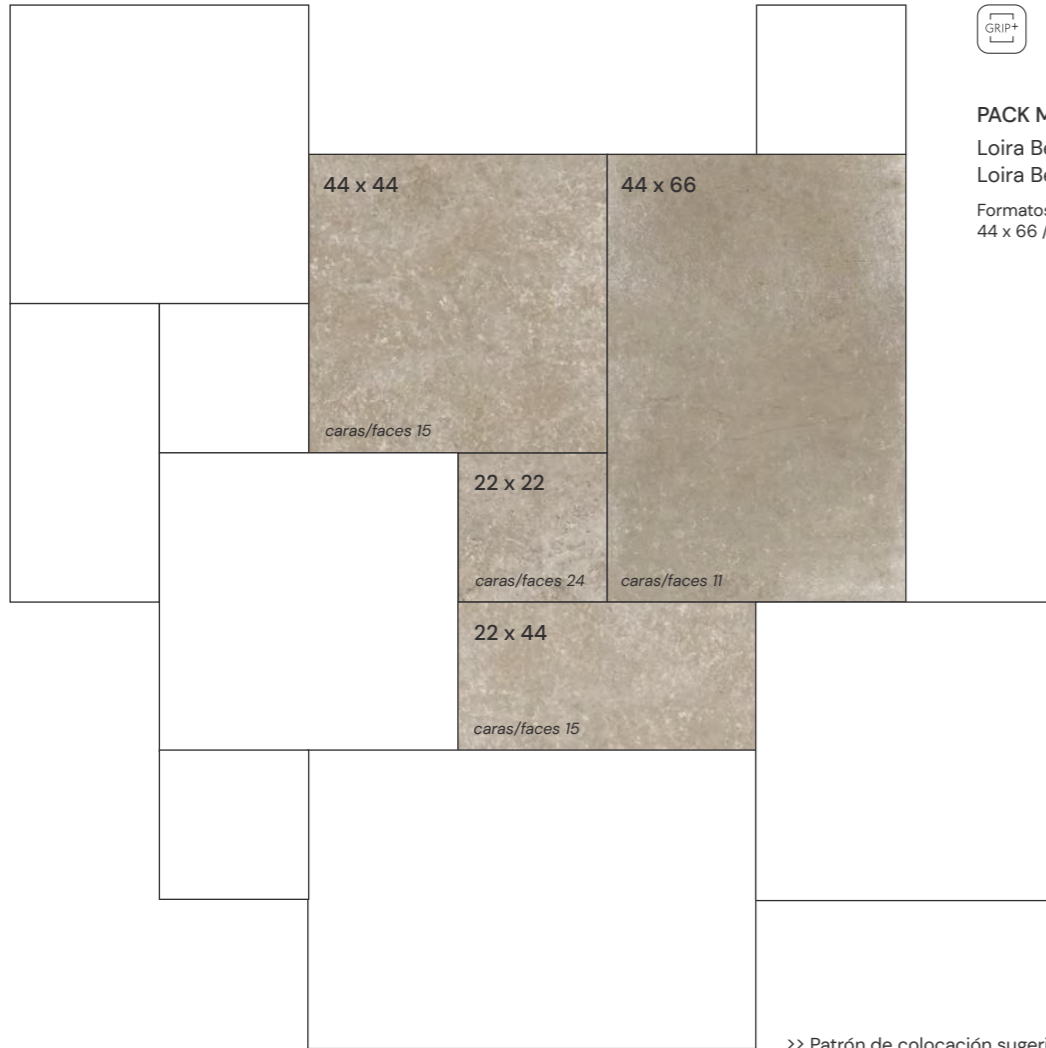 GRIP+
PACK
Loira
Loira
Formatos
44 x 66 /
44 x 44
caras/faces 15
44 x 66
caras/faces 11
22 x 22
caras/faces 24
22 x 44
caras/faces 15
>> Patrón de colocación